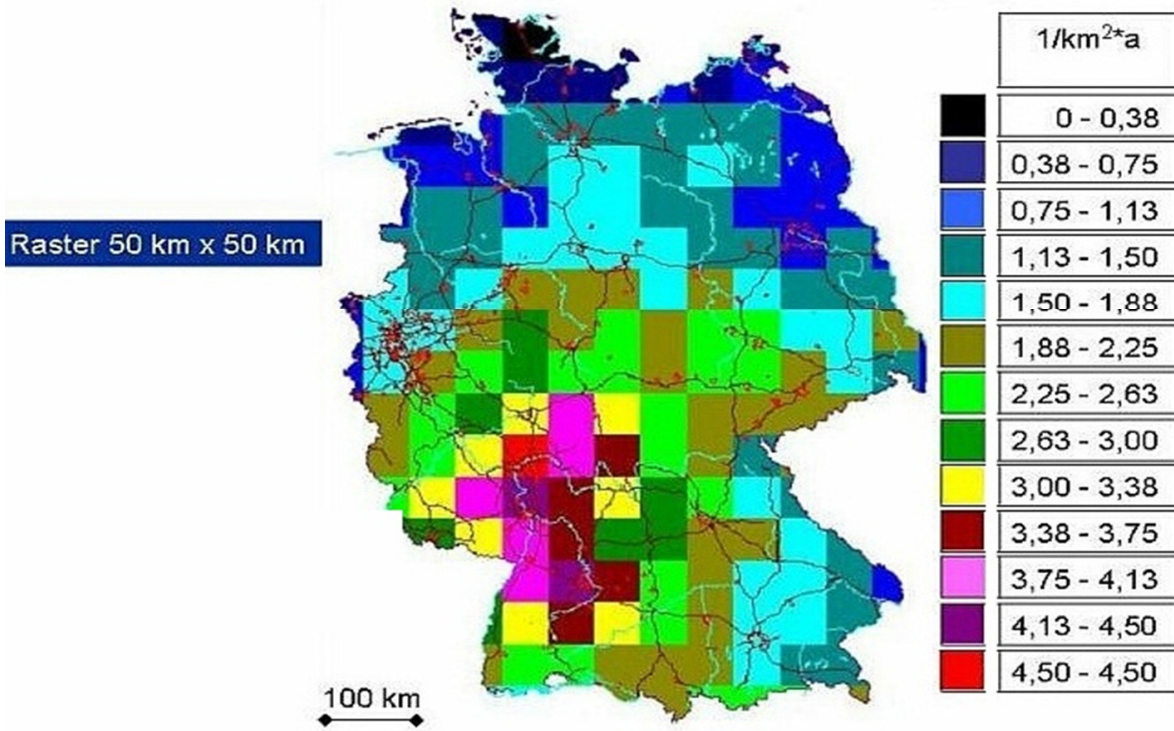 1/km²*a
0 - 0,38
0,38 - 0,75
0,75 - 1,13
Raster 50 km x 50 km
1,13 - 1,50
1,50 - 1,88
1,88 - 2,25
2,25 - 2,63
2,63 - 3,00
3,00 - 3,38
3,38 - 3,75
3,75 - 4,13
4,13 - 4,50
4,50 - 4,50
100 km